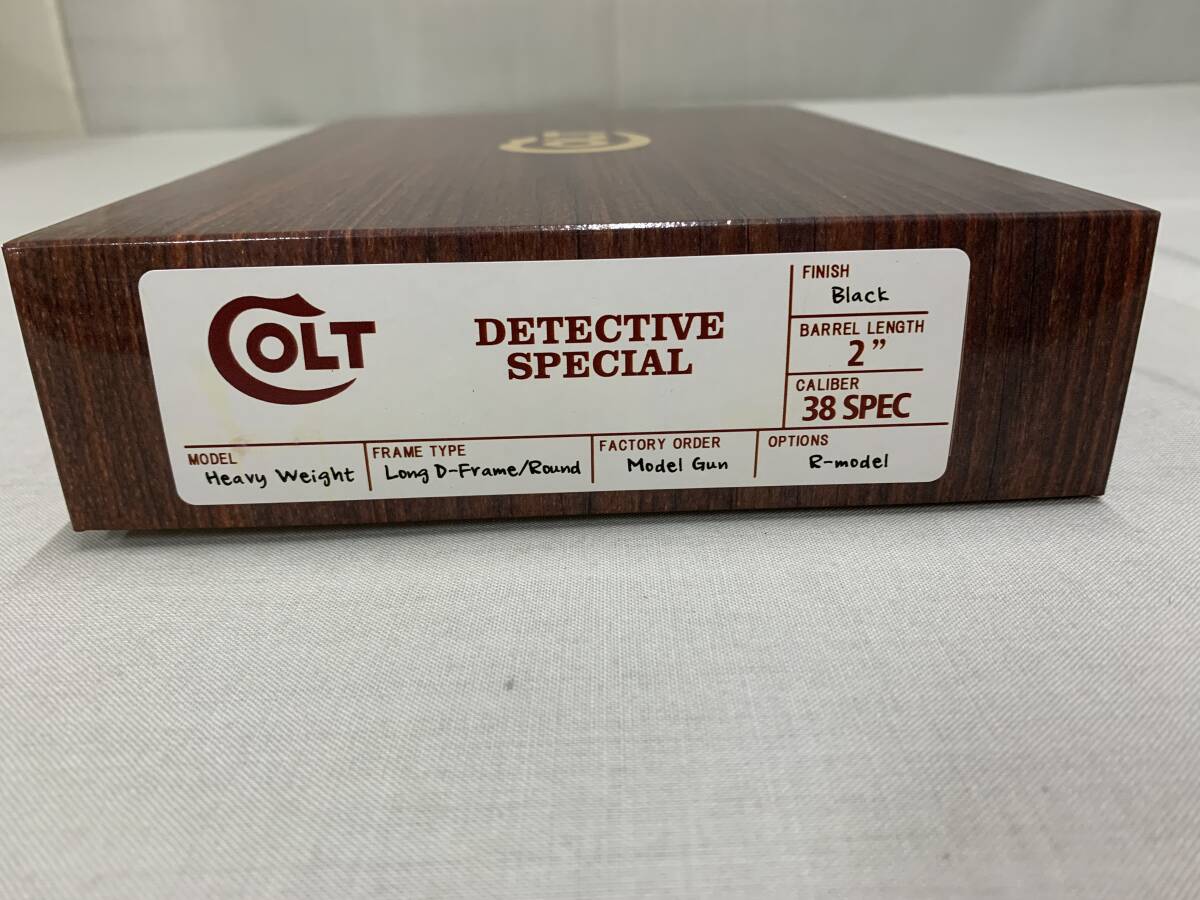 COLT
COLT
DETECTIVE
SPECIAL
FINISH
Black
BARREL LENGTH
2”
CALIBER
38 SPEC
MODEL
Heavy Weight
FRAME TYPE
Long D-Frame/Round
FACTORY ORDER
Model Gun
OPTIONS
R-model